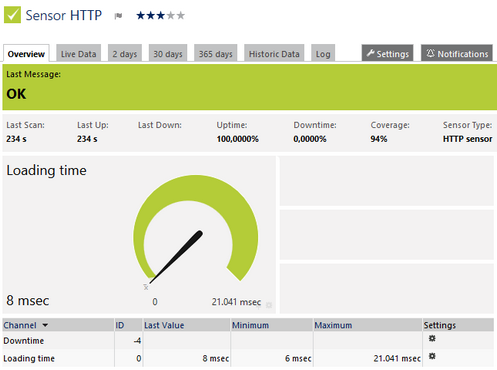 Sensor HTTP
Overview Live Data 2 days 30 days 365 days Historic Data Log Settings Notifications
Last Message:
OK
Last Scan: Last Up: Last Down: Uptime: Downtime: Coverage: Sensor Type:
234 s 234 s 100,0000% 0,0000% 94% HTTP sensor
Loading time
0 21.041 msec
8 msec
Channel ID Last Value Minimum Maximum Settings
Downtime -4
Loading time 0 8 msec 6 msec 21.041 msec